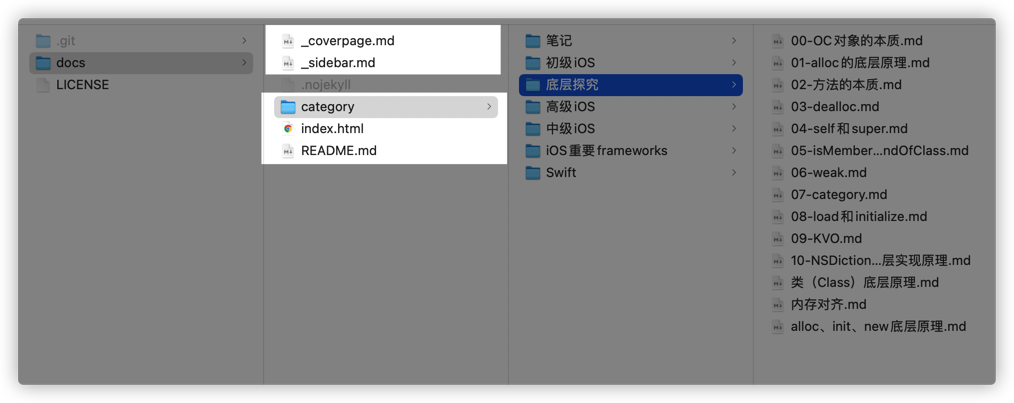 .git
docs
LICENSE
_coverpage.md
_sidebar.md
.nojekyll
category
index.html
README.md
笔记
初级iOS
底层探究
高级iOS
中级iOS
iOS重要frameworks
Swift
00-OC对象的本质.md
01-alloc的底层原理.md
02-方法的本质.md
03-dealloc.md
04-self和super.md
05-isMember...ndOfClass.md
06-weak.md
07-category.md
08-load和initialize.md
09-KVO.md
10-NSDiction...层实现原理.md
类（Class）底层原理.md
内存对齐.md
alloc、init、new底层原理.md